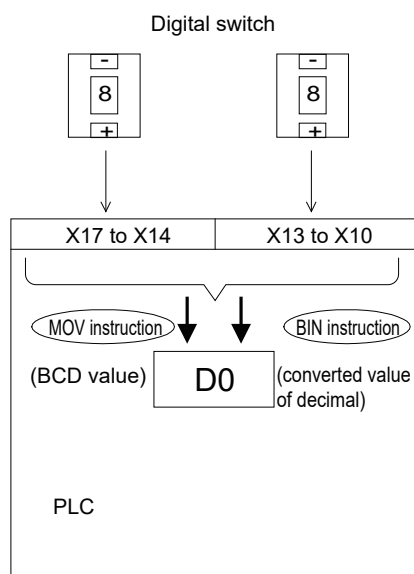 Digital switch
- -
8 8
+ +
X17 to X14 X13 to X10
MOV instruction BIN instruction
(BCD value) D0 (converted value
of decimal)
PLC